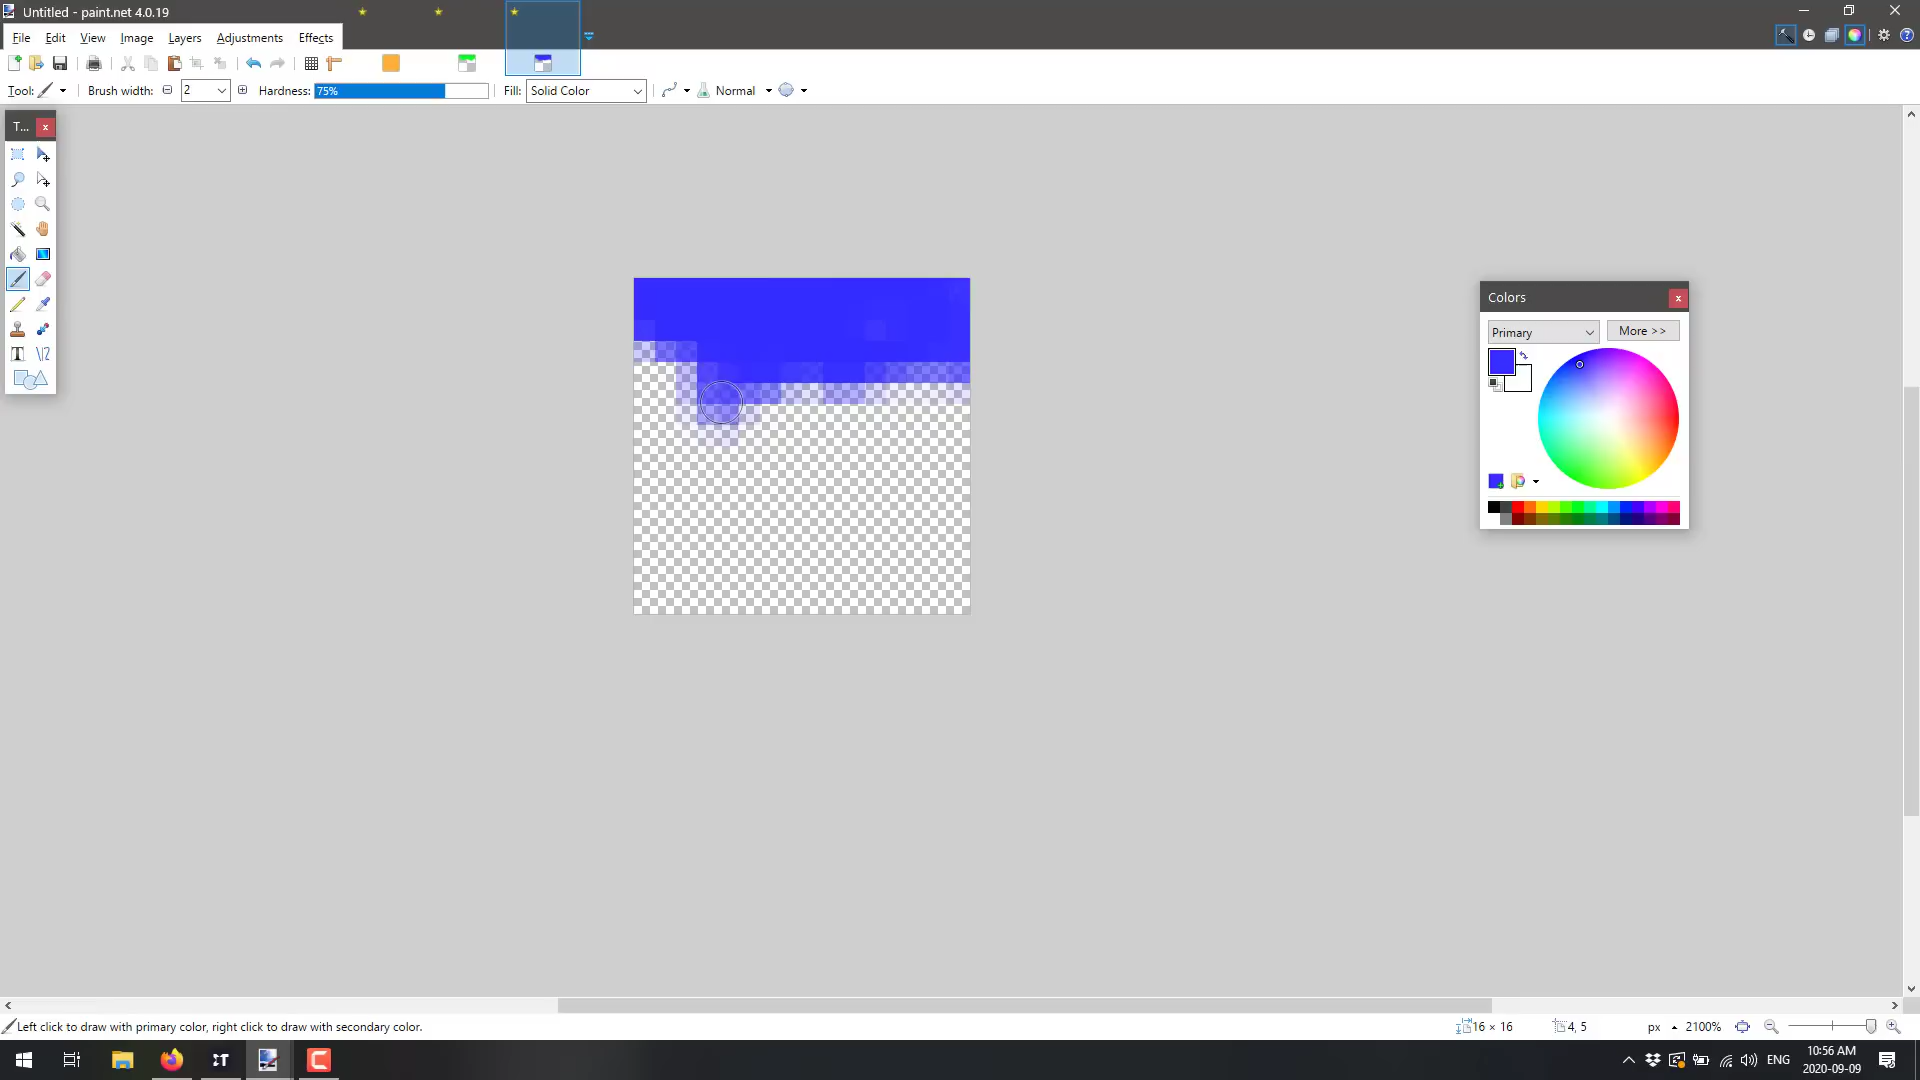 Untitled - paint.net 4.0.19
File Edit View Image Layers Adjustments Effects
Tool: Brush width: 2 Hardness: 75% Fill: Solid Color Normal
T... x
Colors x
Primary More >>
Left click to draw with primary color, right click to draw with secondary color. 16 × 16 4, 5 px 2100%
ENG 10:56 AM
2020-09-09